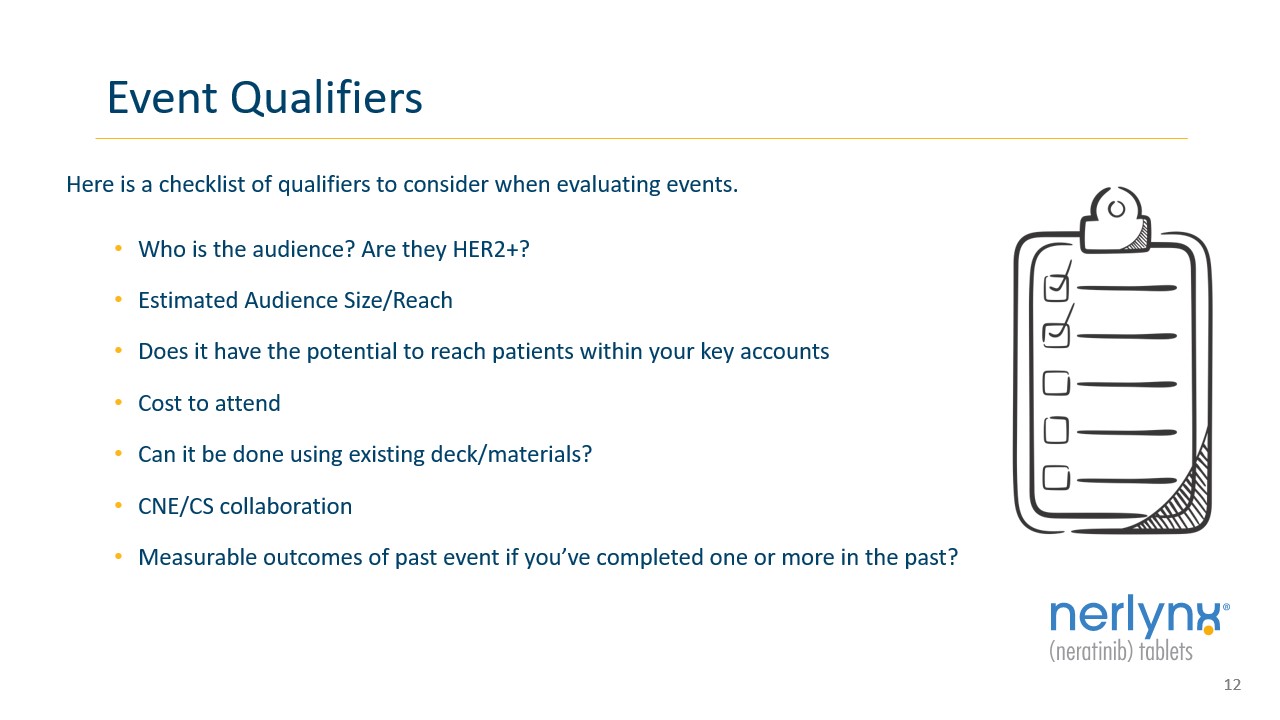 Event Qualifiers
Here is a checklist of qualifiers to consider when evaluating events.
• Who is the audience? Are they HER2+?
• Estimated Audience Size/Reach
• Does it have the potential to reach patients within your key accounts
• Cost to attend
• Can it be done using existing deck/materials?
• CNE/CS collaboration
• Measurable outcomes of past event if you’ve completed one or more in the past?
nerlynx®
(neratinib) tablets
12